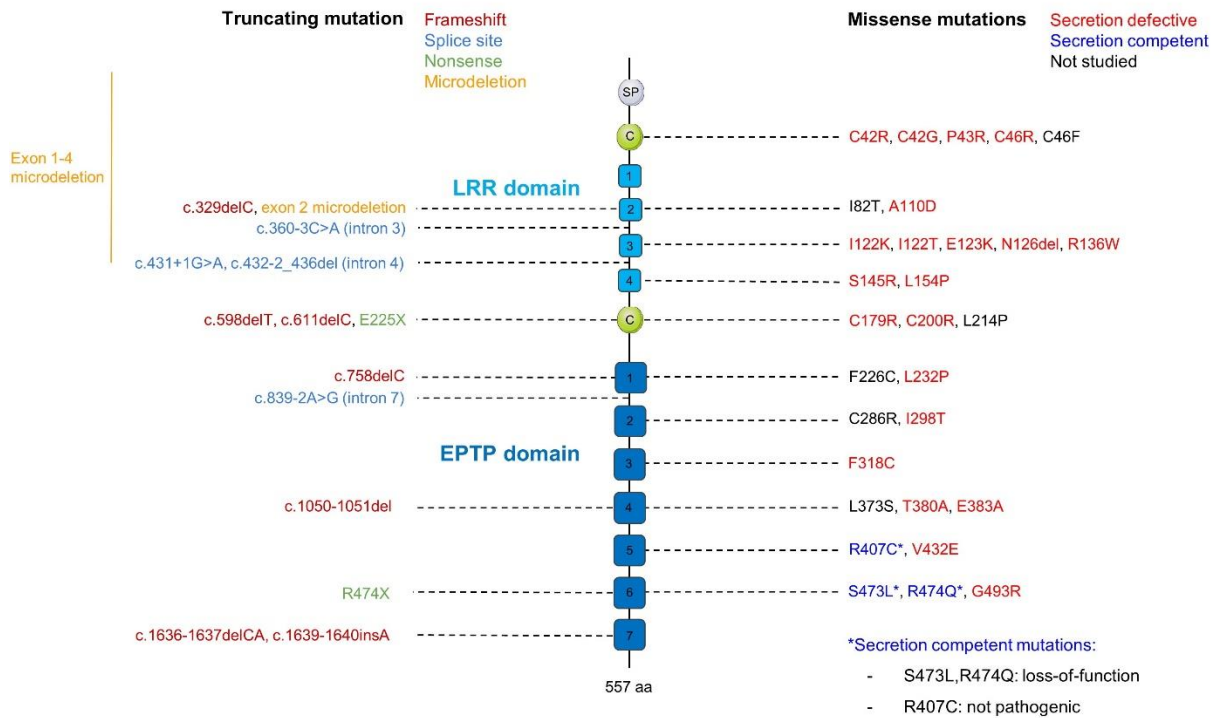 Truncating mutation
Frameshift
Splice site
Nonsense
Microdeletion
Missense mutations
Secretion defective
Secretion competent
Not studied
SP
C
C42R, C42G, P43R, C46R, C46F
Exon 1-4
microdeletion
LRR domain
1
c.329delC, exon 2 microdeletion
2
I82T, A110D
c.360-3C>A (intron 3)
3
I122K, I122T, E123K, N126del, R136W
c.431+1G>A, c.432-2_436del (intron 4)
4
S145R, L154P
c.598delT, c.611delC, E225X
C
C179R, C200R, L214P
c.758delC
1
F226C, L232P
c.839-2A>G (intron 7)
2
C286R, I298T
EPTP domain
3
F318C
c.1050-1051del
4
L373S, T380A, E383A
5
R407C*, V432E
R474X
6
S473L*, R474Q*, G493R
c.1636-1637delCA, c.1639-1640insA
7
557 aa
*Secretion competent mutations:
- S473L,R474Q: loss-of-function
- R407C: not pathogenic